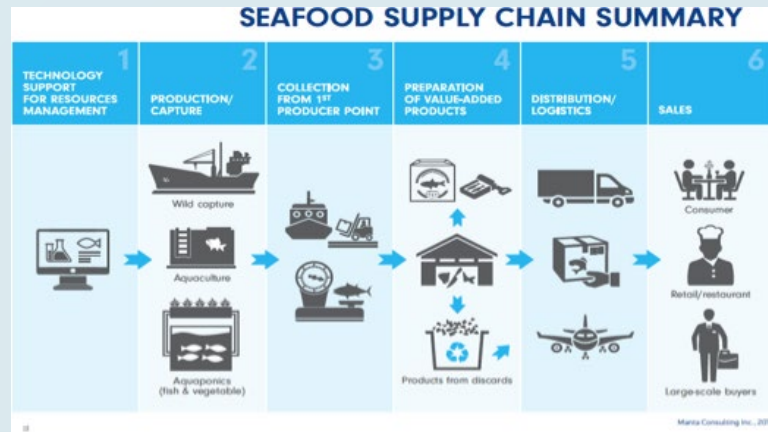 SEAFOOD SUPPLY CHAIN SUMMARY
1
TECHNOLOGY
SUPPORT
FOR RESOURCES
MANAGEMENT
2
PRODUCTION/
CAPTURE
3
COLLECTION
FROM 1ST
PRODUCER POINT
4
PREPARATION
OF VALUE-ADDED
PRODUCTS
5
DISTRIBUTION/
LOGISTICS
6
SALES
Wild capture
Aquaculture
Aquaponics
(fish & vegetable)
Products from discards
Consumer
Retail/restaurant
Large-scale buyers
Manta Consulting Inc.,